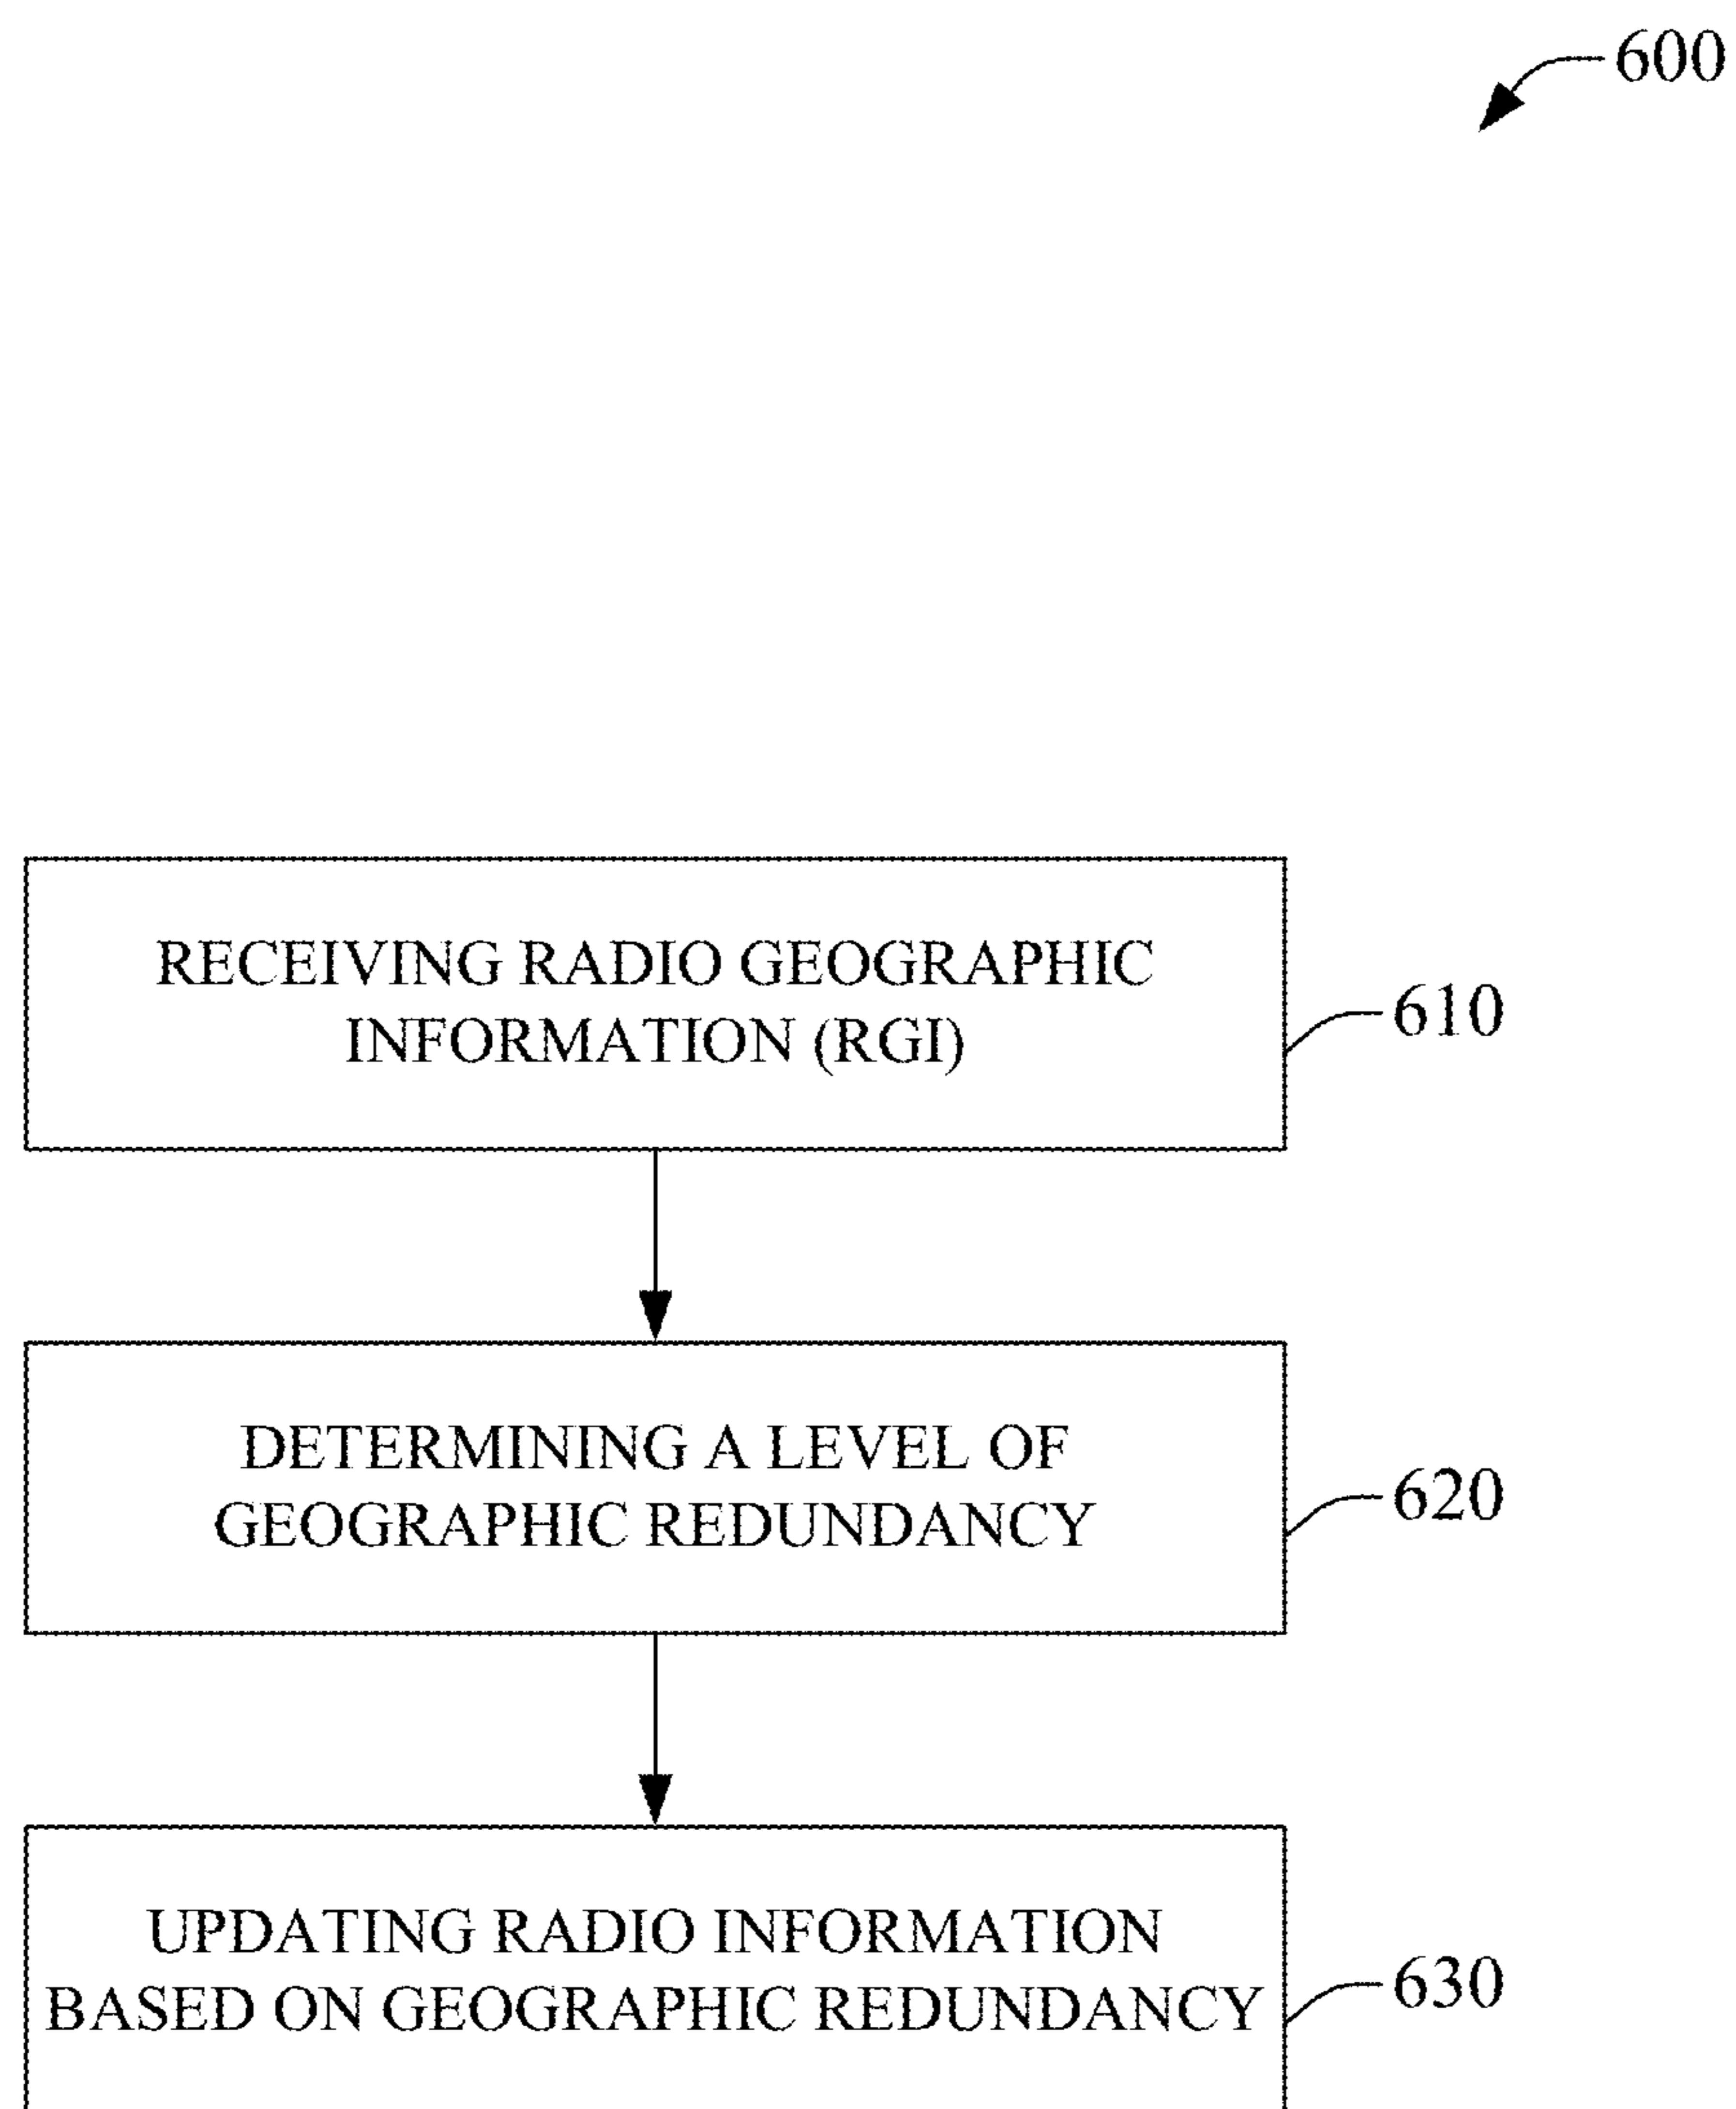 600
RECEIVING RADIO GEOGRAPHIC
INFORMATION (RGI)
610
DETERMINING A LEVEL OF
GEOGRAPHIC REDUNDANCY
620
UPDATING RADIO INFORMATION
BASED ON GEOGRAPHIC REDUNDANCY
630